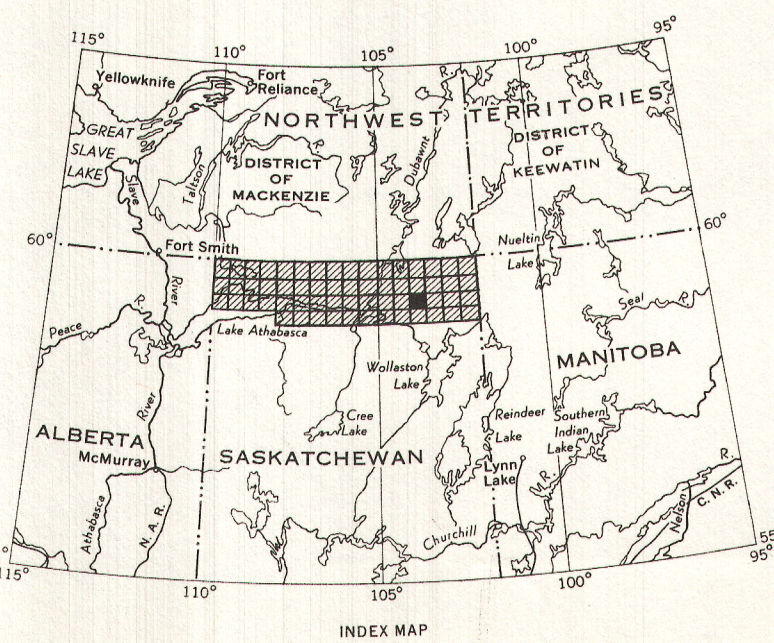 115°
110°
105°
100°
95°
Yellowknife
Fort
Reliance
R.
NORTHWEST TERRITORIES
GREAT
SLAVE
LAKE
Slave
Taltson
R.
DISTRICT
OF
MACKENZIE
Dubawnt
DISTRICT
OF
KEEWATIN
60°
Fort Smith
River
Nueltin
Lake
60°
Peace
R.
Lake Athabasca
Seal R.
Wollaston
Lake
MANITOBA
River
Cree
Lake
Reindeer
Lake
Southern
Indian
Lake
ALBERTA
McMurray
SASKATCHEWAN
Lynn
Lake
R.
R.
Athabasca
N.A.R.
Churchill
Nelson
C.N.R.
115°
110°
105°
100°
55
95°
INDEX MAP